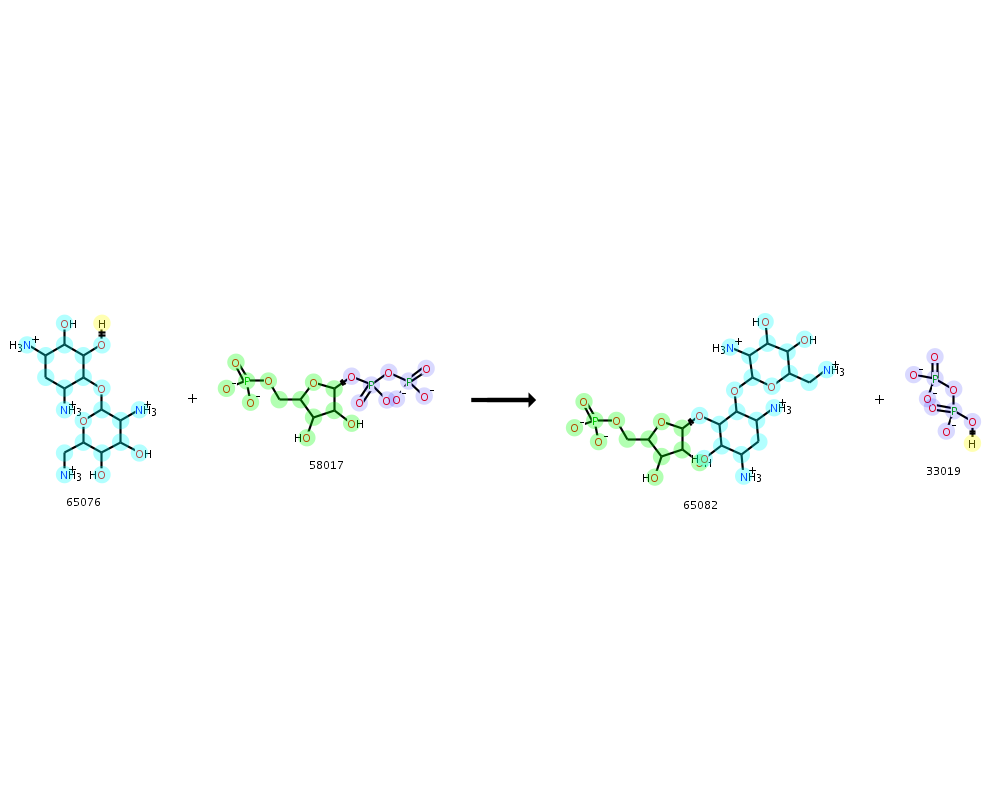 OH H
H3N+ O
O
NH3+ NH3+
O
OH
NH3+ HO
65076
+
O
O- P O O O O O
O- P P
O O- O- O-
HO OH
58017
HO
H3N+ OH
NH3+
O O
O NH3+
O- P O O O
O- HO OH
HO NH3+
65082
+
O
O- P
O- O
O P O
O- H
33019